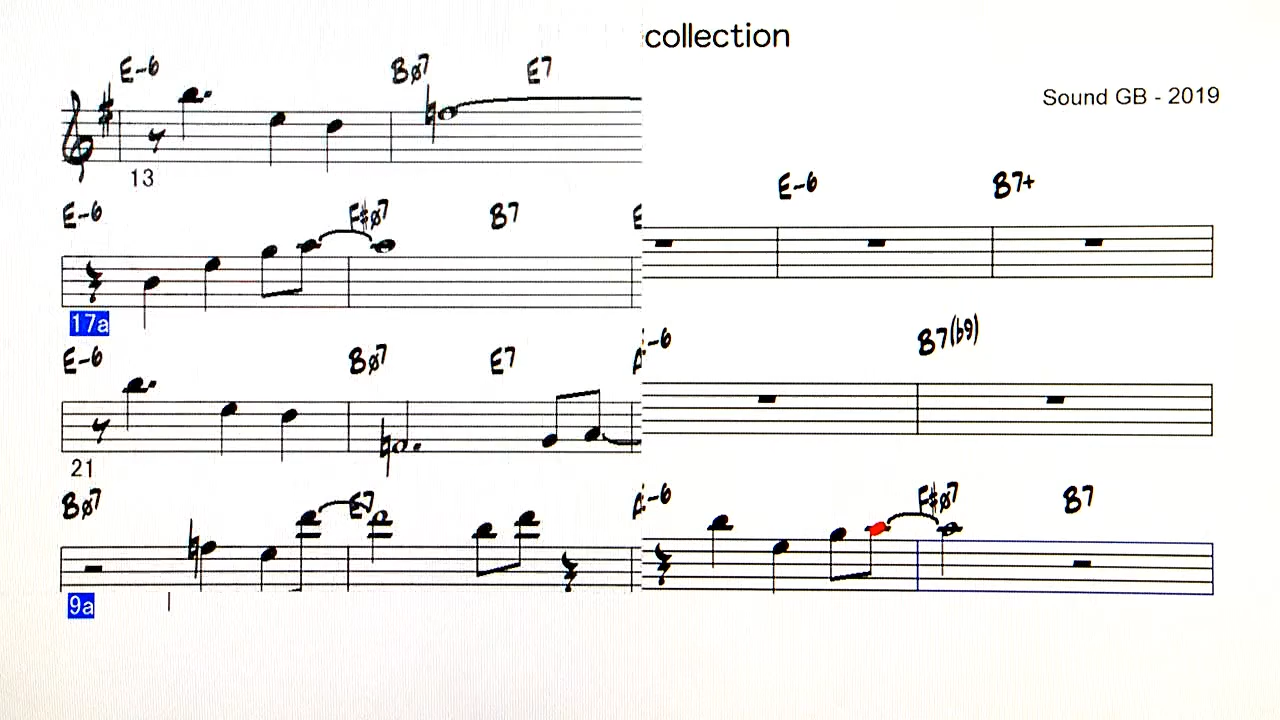 collection
Sound GB - 2019
E-6 Bø7 E7
13
E-6 B7+
E-6 F#ø7 B7
17a
-6 B7(b9)
E-6 Bø7 E7
21
-6 F#ø7 B7
Bø7 E7
9a